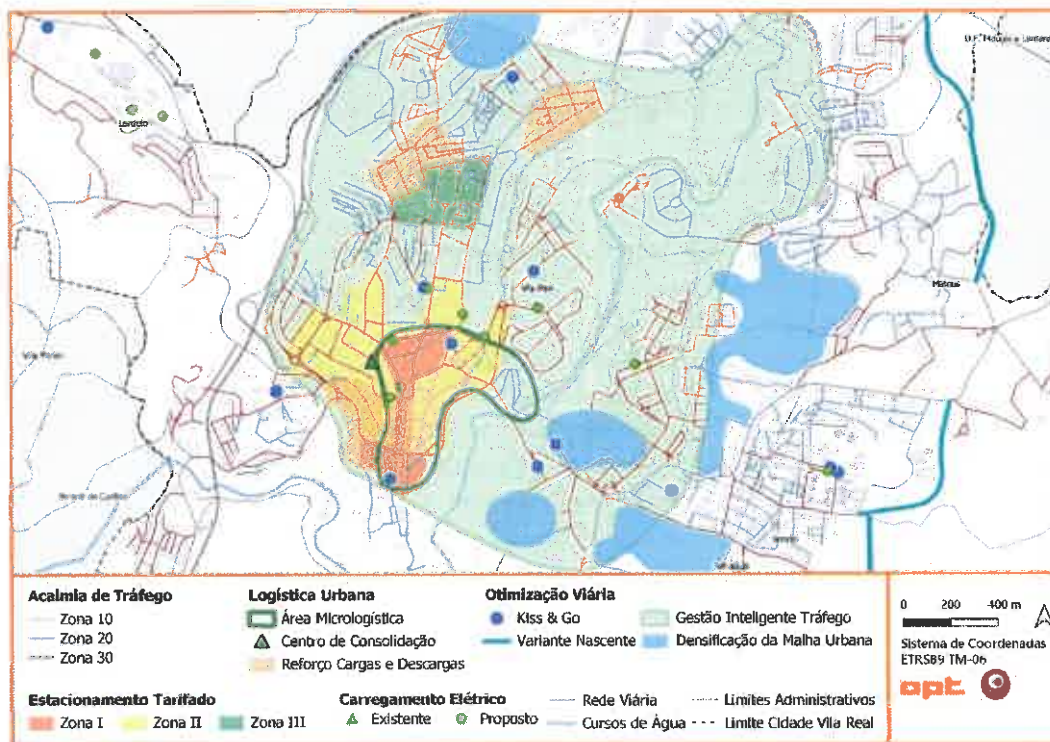 Lordelo
Vila Real
Mateus
Acalmia de Tráfego
Zona 10
Zona 20
Zona 30
Logística Urbana
Área Micrologística
Centro de Consolidação
Reforço Cargas e Descargas
Otimização Viária
Kiss & Go
Variante Nascente
Gestão Inteligente Tráfego
Densificação da Malha Urbana
Estacionamento Tarifado
Zona I
Zona II
Zona III
Carregamento Elétrico
Existente
Proposto
Rede Viária
Cursos de Água
Limites Administrativos
Limite Cidade Vila Real
0 200 400 m
Sistema de Coordenadas
ETRS89 TM-06
opt